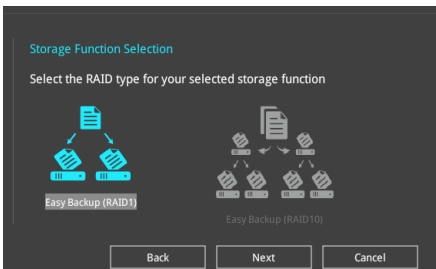 Storage Function Selection
Select the RAID type for your selected storage function
Easy Backup (RAID1)
Easy Backup (RAID10)
Back
Next
Cancel